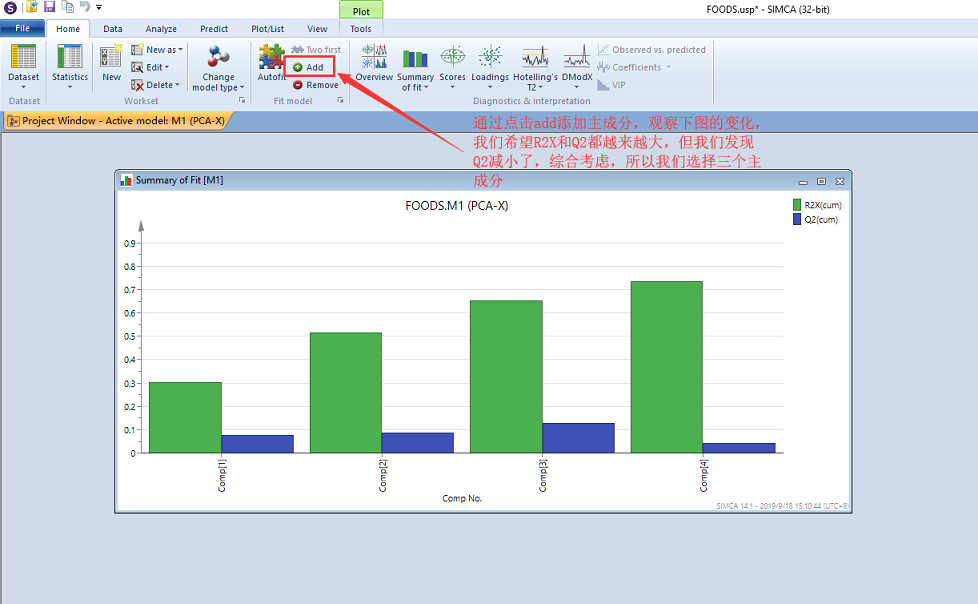 FOODS.usp* - SIMCA (32-bit)
Plot
File Home Data Analyze Predict Plot/List View Tools
Dataset
Statistics
New
New as
Edit
Delete
Change
model type
Autofit
Two first
Add
Remove
Overview
Summary
of fit
Scores
Loadings
Hotelling's
T2
DModX
Observed vs. predicted
Coefficients
VIP
Dataset
Workset
Fit model
Diagnostics & interpretation
Project Window - Active model: M1 (PCA-X)
通过点击add添加主成分，观察下图的变化，
我们希望R2X和Q2都越来越大，但我们发现
Q2减小了，综合考虑，所以我们选择三个主
成分
Summary of Fit [M1]
FOODS.M1 (PCA-X)
R2X(cum)
Q2(cum)
0.9
0.8
0.7
0.6
0.5
0.4
0.3
0.2
0.1
0
Comp[1]
Comp[2]
Comp[3]
Comp[4]
Comp No.
SIMCA 14.1 - 2019/9/18 15:10:44 (UTC+8)